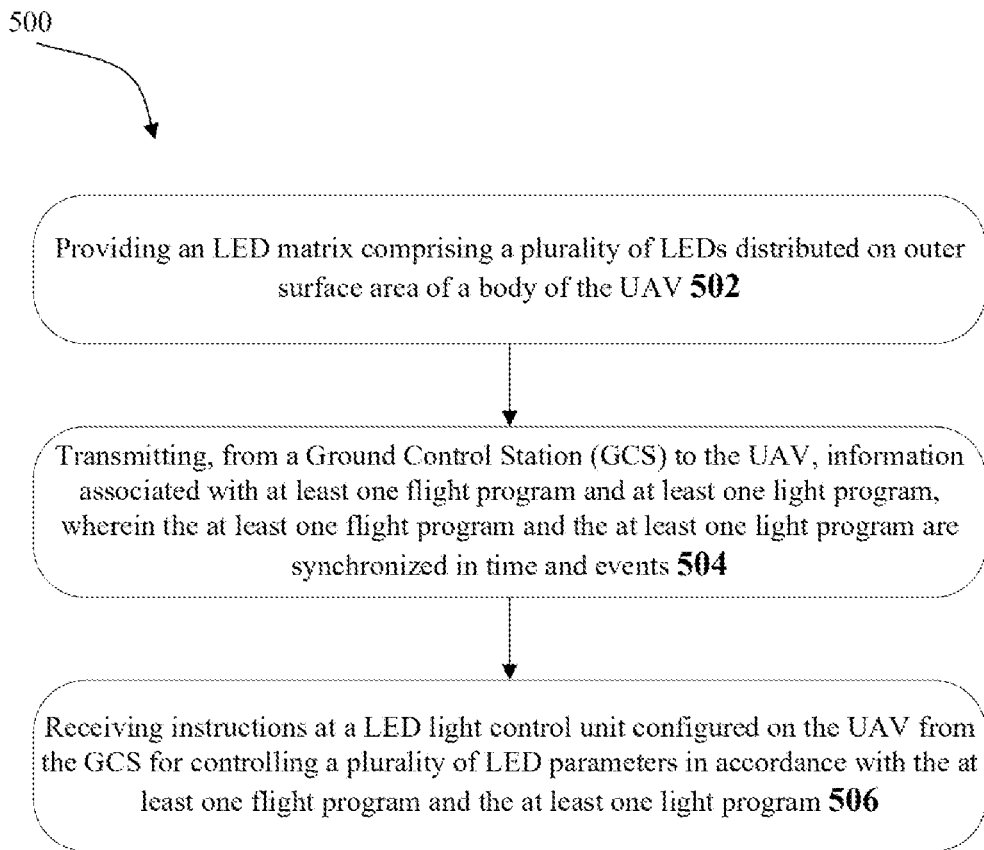 500
Providing an LED matrix comprising a plurality of LEDs distributed on outer
surface area of a body of the UAV 502
Transmitting, from a Ground Control Station (GCS) to the UAV, information
associated with at least one flight program and at least one light program,
wherein the at least one flight program and the at least one light program are
synchronized in time and events 504
Receiving instructions at a LED light control unit configured on the UAV from
the GCS for controlling a plurality of LED parameters in accordance with the at
least one flight program and the at least one light program 506